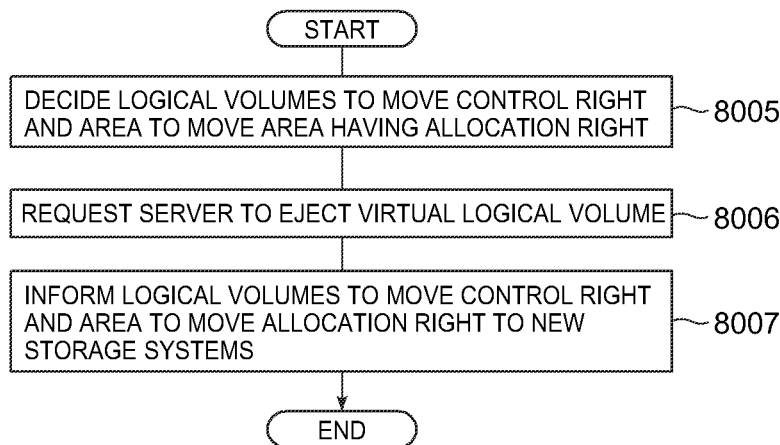 START
DECIDE LOGICAL VOLUMES TO MOVE CONTROL RIGHT
AND AREA TO MOVE AREA HAVING ALLOCATION RIGHT
8005
REQUEST SERVER TO EJECT VIRTUAL LOGICAL VOLUME
8006
INFORM LOGICAL VOLUMES TO MOVE CONTROL RIGHT
AND AREA TO MOVE ALLOCATION RIGHT TO NEW
STORAGE SYSTEMS
8007
END